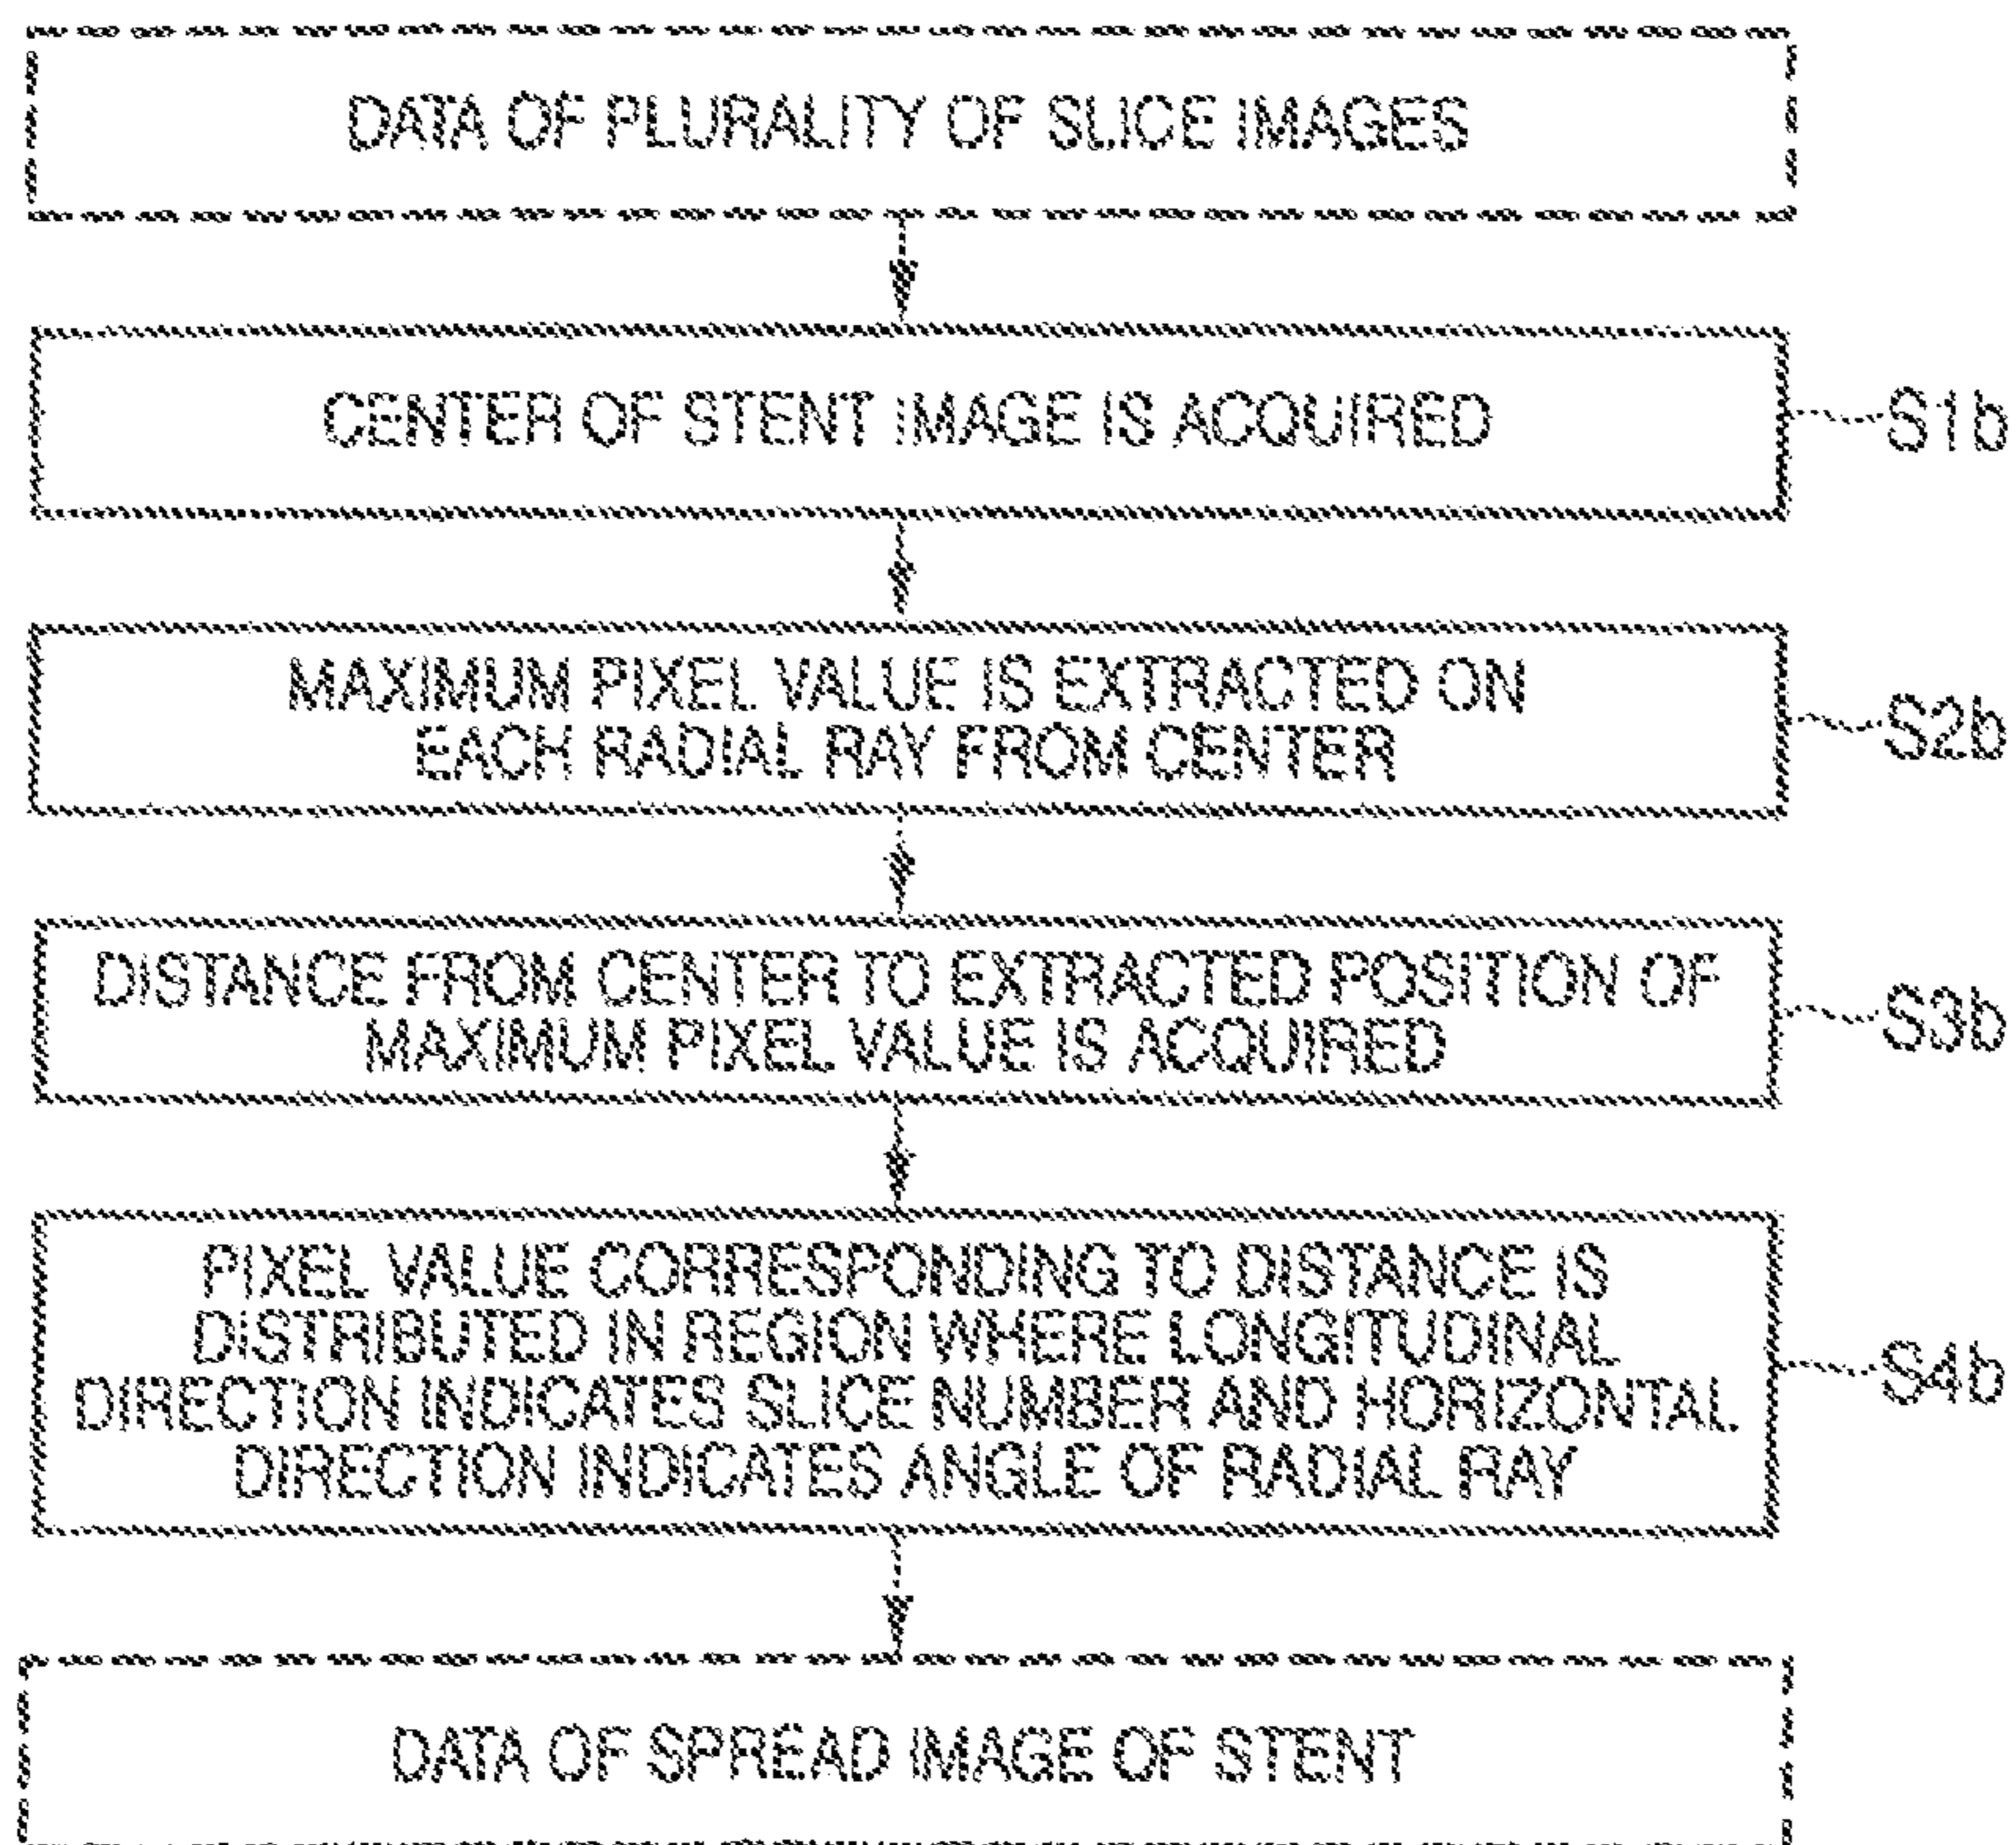 DATA OF PLURALITY OF SLICE IMAGES
CENTER OF STENT IMAGE IS ACQUIRED
S1b
MAXIMUM PIXEL VALUE IS EXTRACTED ON
EACH RADIAL RAY FROM CENTER
S2b
DISTANCE FROM CENTER TO EXTRACTED POSITION OF
MAXIMUM PIXEL VALUE IS ACQUIRED
S3b
PIXEL VALUE CORRESPONDING TO DISTANCE IS
DISTRIBUTED IN REGION WHERE LONGITUDINAL
DIRECTION INDICATES SLICE NUMBER AND HORIZONTAL
DIRECTION INDICATES ANGLE OF RADIAL RAY
S4b
DATA OF SPREAD IMAGE OF STENT